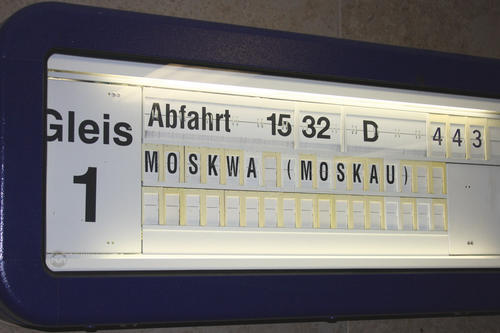 Gleis
1
Abfahrt 15 32 D 443
MOSKWA (MOSKAU)